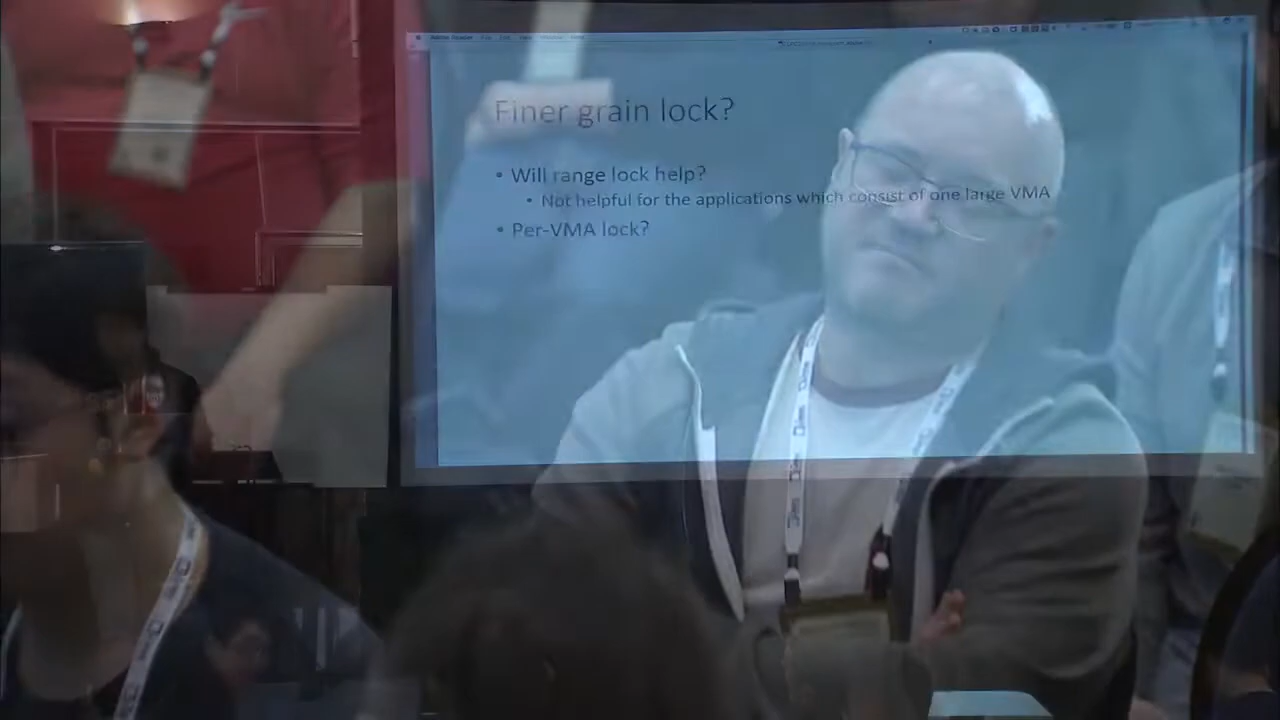 Finer grain lock?
• Will range lock help?
• Not helpful for the applications which consist of one large VMA
• Per-VMA lock?